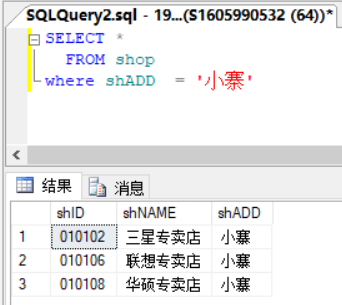 SQLQuery2.sql - 19...(S1605990532 (64))*
SELECT *
FROM shop
where shADD = '小寨'
结果 消息
shID shNAME shADD
1 010102 三星专卖店 小寨
2 010106 联想专卖店 小寨
3 010108 华硕专卖店 小寨